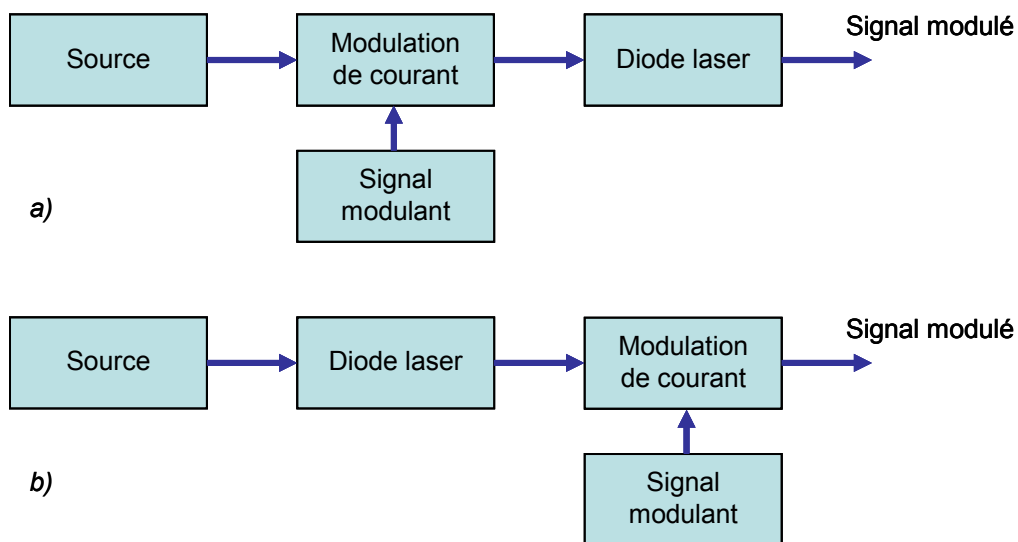 Source
Modulation
de courant
Diode laser
Signal modulé
Signal
modulant
a)
Source
Diode laser
Modulation
de courant
Signal modulé
Signal
modulant
b)